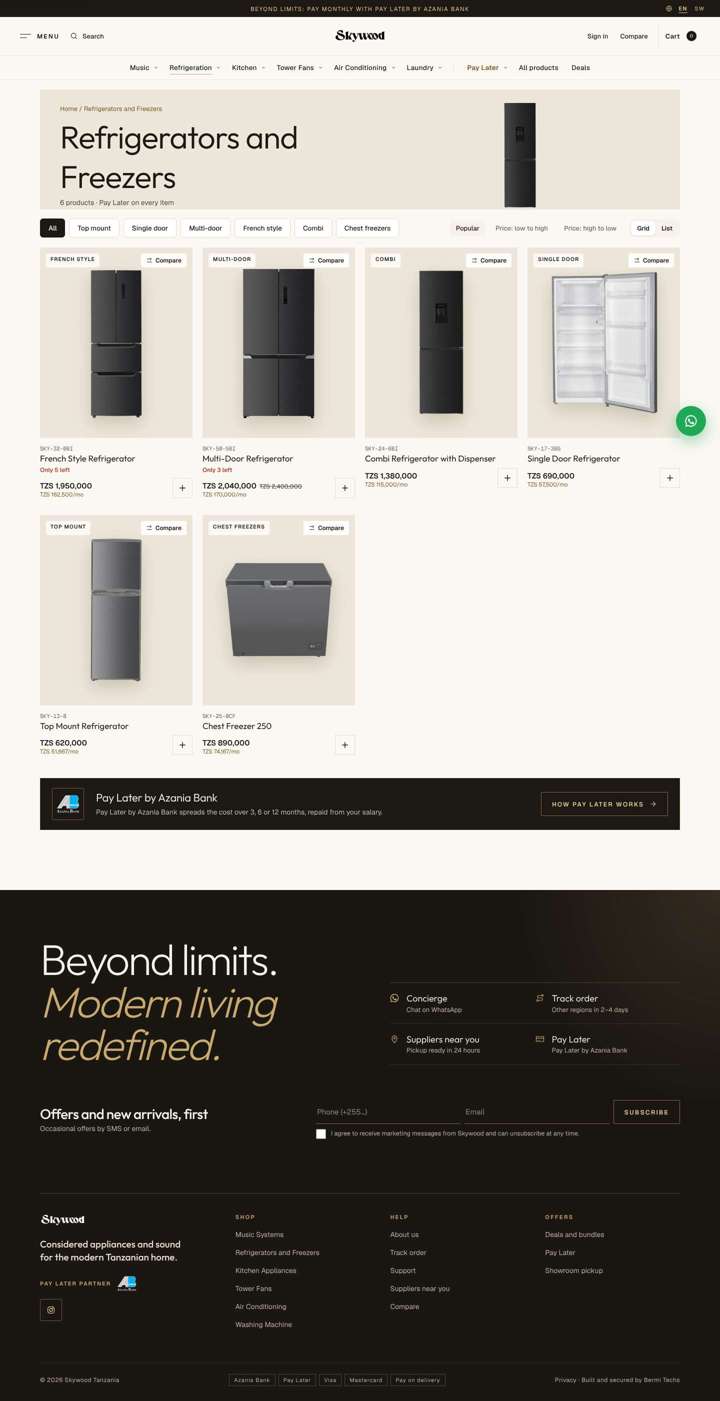 BEYOND LIMITS: PAY MONTHLY WITH PAY LATER BY AZANIA BANK
EN SW
MENU Search
Skywood
Sign in Compare Cart 0
Music Refrigeration Kitchen Tower Fans Air Conditioning Laundry Pay Later All products Deals
Home / Refrigerators and Freezers
Refrigerators and
Freezers
6 products · Pay Later on every item
All Top mount Single door Multi-door French style Combi Chest freezers
Popular Price: low to high Price: high to low Grid List
FRENCH STYLE Compare
MULTI-DOOR Compare
COMBI Compare
SINGLE DOOR Compare
French Style Refrigerator
Only 5 left
TZS 1,950,000
TZS 162,500/mo
Multi-Door Refrigerator
Only 3 left
TZS 2,040,000 TZS 2,400,000
TZS 170,000/mo
Combi Refrigerator with Dispenser
TZS 1,380,000
TZS 115,000/mo
Single Door Refrigerator
TZS 690,000
TZS 57,500/mo
TOP MOUNT Compare
CHEST FREEZERS Compare
SKY-13-8
Top Mount Refrigerator
TZS 620,000
TZS 51,667/mo
SKY-25-8CF
Chest Freezer 250
TZS 890,000
TZS 74,167/mo
AZANIA BANK
Pay Later by Azania Bank
Pay Later by Azania Bank spreads the cost over 3, 6 or 12 months, repaid from your salary.
HOW PAY LATER WORKS
Beyond limits.
Modern living
redefined.
Concierge
Chat on WhatsApp
Track order
Other regions in 2–4 days
Suppliers near you
Pickup ready in 24 hours
Pay Later
Pay Later by Azania Bank
Offers and new arrivals, first
Occasional offers by SMS or email.
Phone (+255...) Email SUBSCRIBE
I agree to receive marketing messages from Skywood and can unsubscribe at any time.
Skywood
Considered appliances and sound
for the modern Tanzanian home.
PAY LATER PARTNER
SHOP
Music Systems
Refrigerators and Freezers
Kitchen Appliances
Tower Fans
Air Conditioning
Washing Machine
HELP
About us
Track order
Support
Suppliers near you
Compare
OFFERS
Deals and bundles
Pay Later
Showroom pickup
© 2026 Skywood Tanzania
Azania Bank Pay Later Visa Mastercard Pay on delivery
Privacy · Built and secured by Bermi Techs